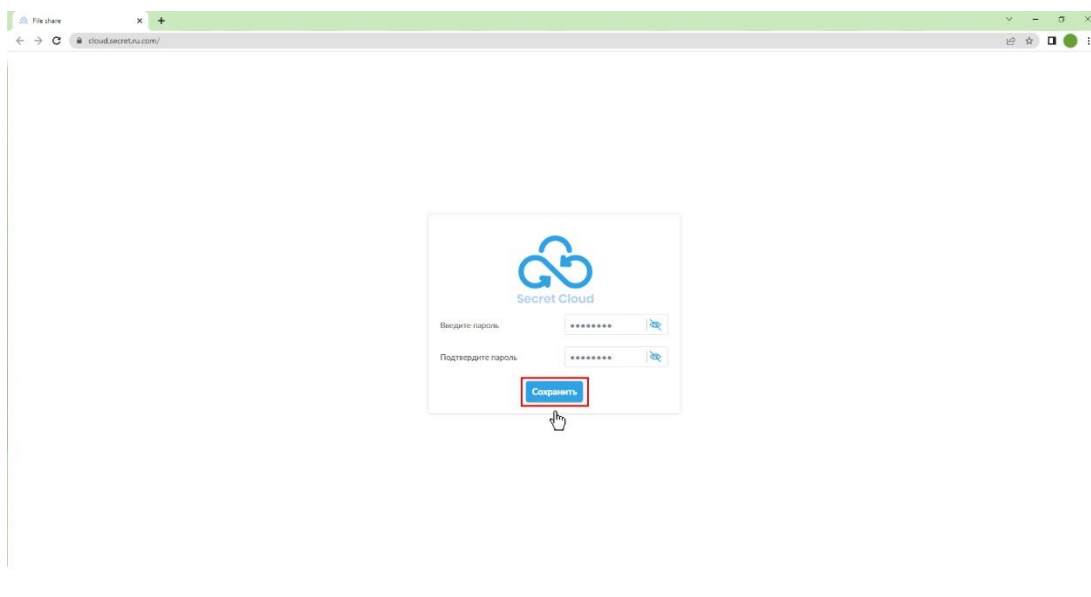 File share
cloud.secret.ru.com/
Secret Cloud
Введите пароль
Подтвердите пароль
Сохранить